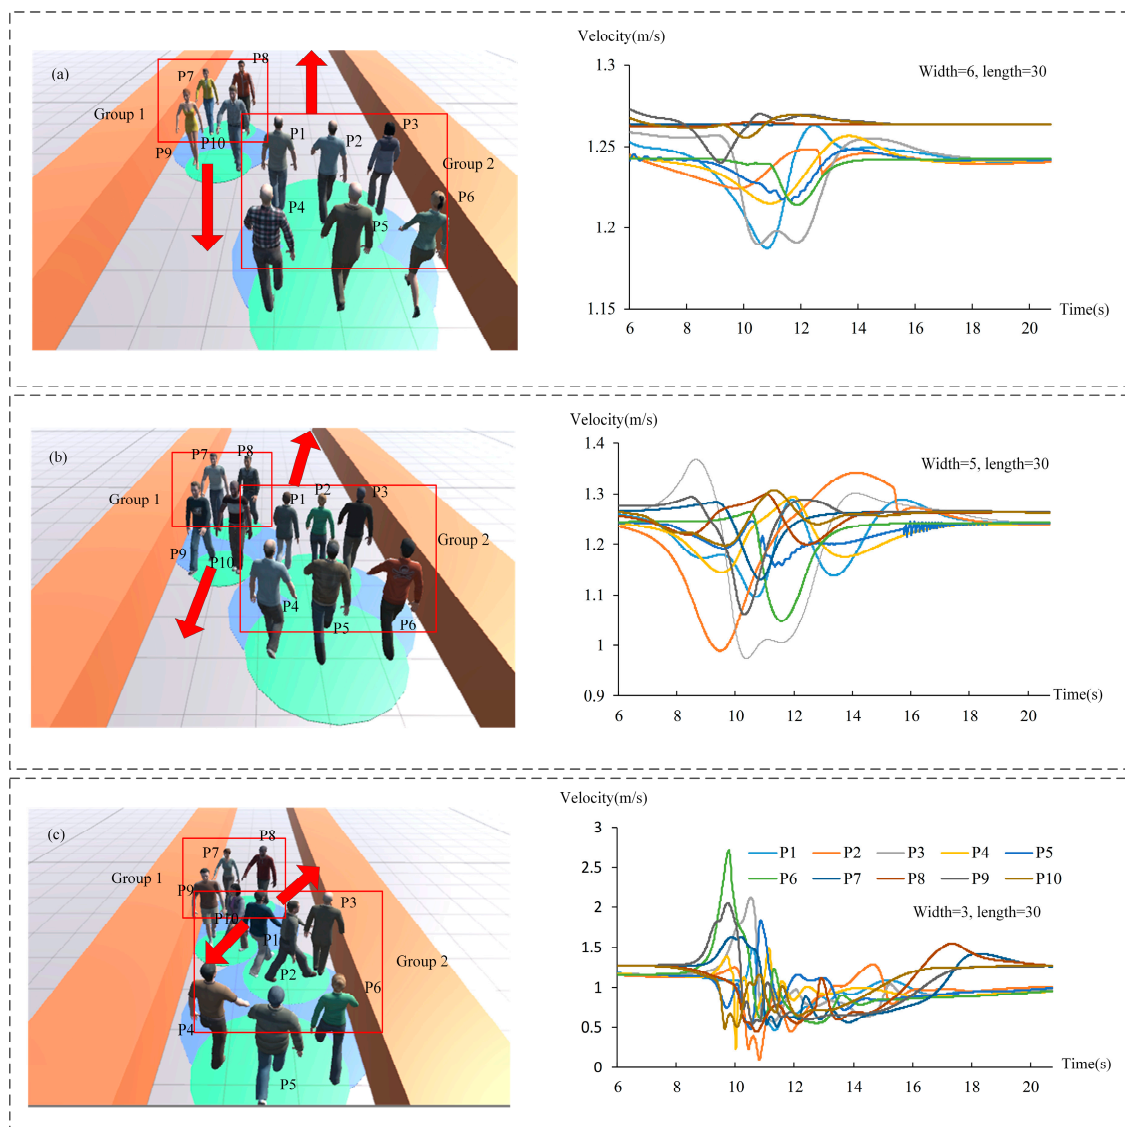 (a)
P7
P8
Group 1
P9
P10
P1
P2
P3
Group 2
P4
P5
P6
Velocity(m/s)
Width=6, length=30
1.3
1.25
1.2
1.15
6 8 10 12 14 16 18 20
Time(s)
(b)
P7
P8
Group 1
P9
P10
P1
P2
P3
Group 2
P4
P5
P6
Velocity(m/s)
Width=5, length=30
1.4
1.3
1.2
1.1
1
0.9
6 8 10 12 14 16 18 20
Time(s)
(c)
P7
P8
Group 1
P9
P10
P1
P2
P3
Group 2
P4
P5
P6
Velocity(m/s)
3
2.5
2
1.5
1
0.5
0
P1 P2 P3 P4 P5
P6 P7 P8 P9 P10
Width=3, length=30
6 8 10 12 14 16 18 20
Time(s)